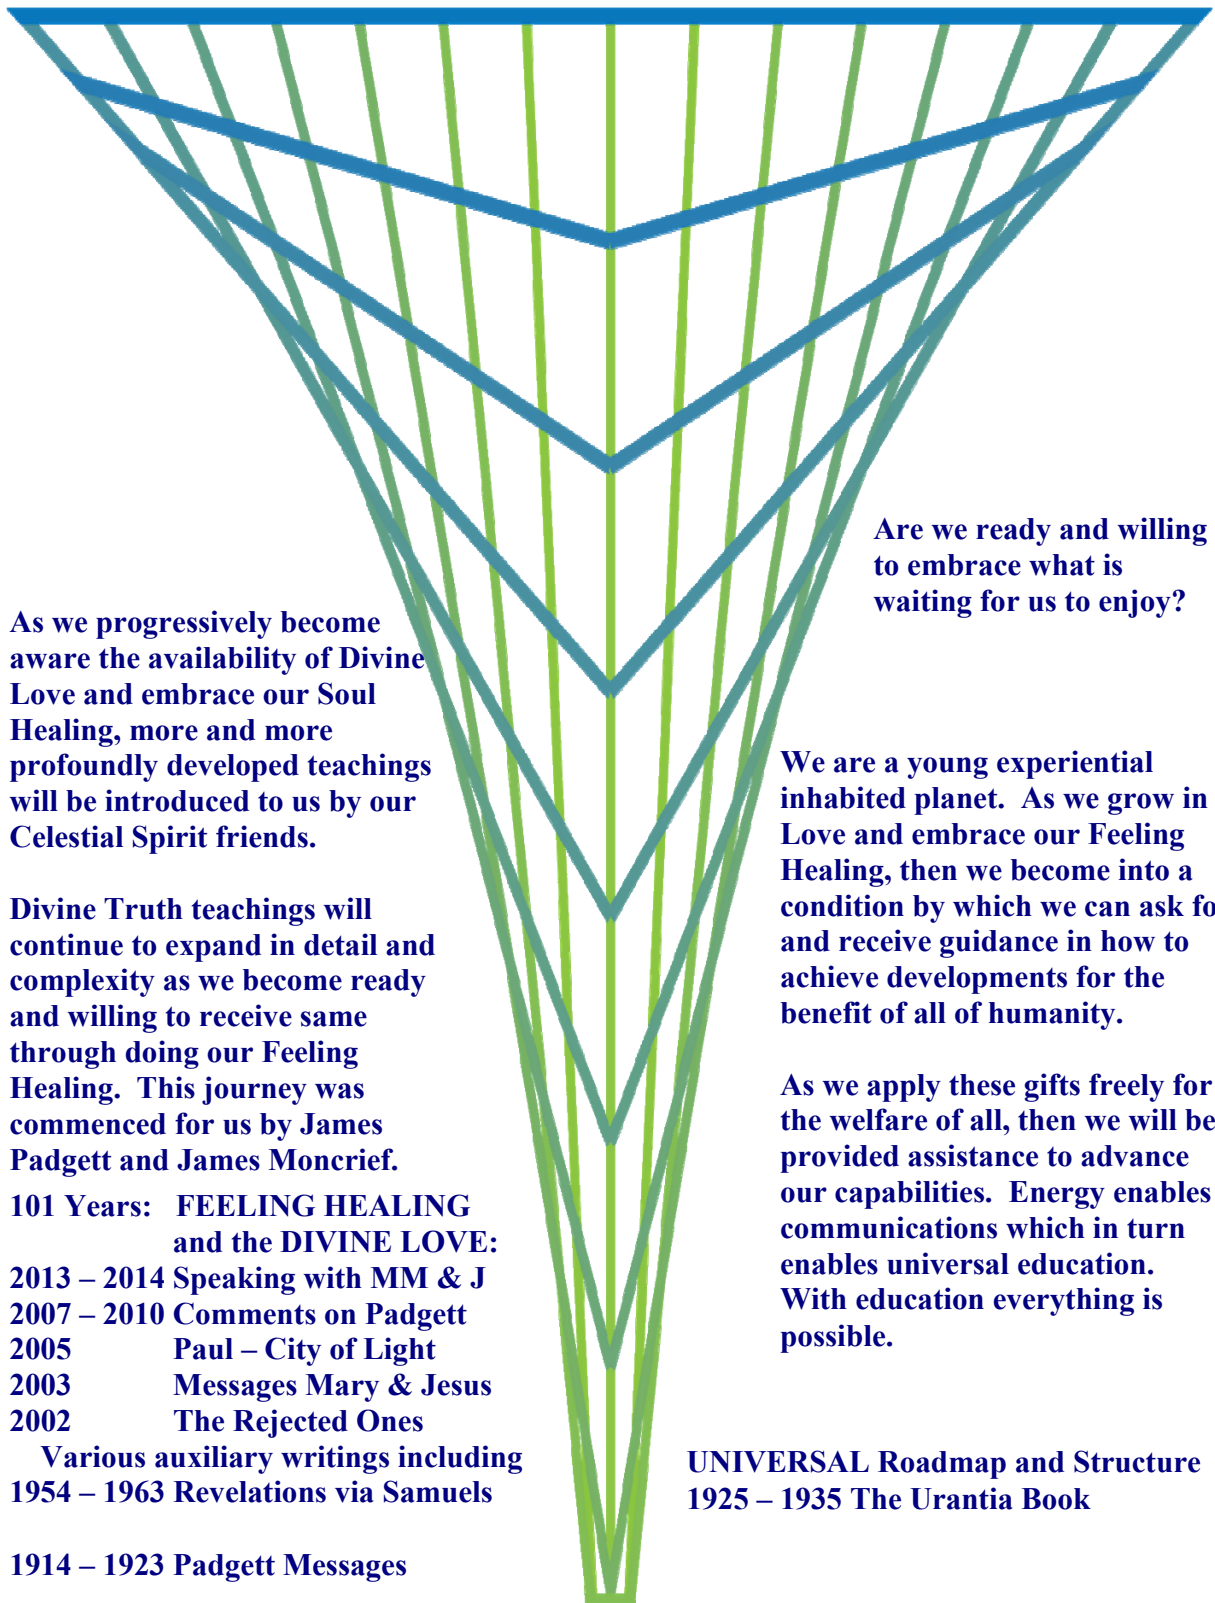 As we progressively become
aware the availability of Divine
Love and embrace our Soul
Healing, more and more
profoundly developed teachings
will be introduced to us by our
Celestial Spirit friends.
Divine Truth teachings will
continue to expand in detail and
complexity as we become ready
and willing to receive same
through doing our Feeling
Healing.  This journey was
commenced for us by James
Padgett and James Moncrief.
101 Years:   FEELING HEALING
and the DIVINE LOVE:
2013 – 2014 Speaking with MM & J
2007 – 2010 Comments on Padgett
2005 Paul – City of Light
2003 Messages Mary & Jesus
2002 The Rejected Ones
Various auxiliary writings including
1954 – 1963 Revelations via Samuels
1914 – 1923 Padgett Messages
Are we ready and willing
to embrace what is
waiting for us to enjoy?
We are a young experiential
inhabited planet.  As we grow in
Love and embrace our Feeling
Healing, then we become into a
condition by which we can ask fo
and receive guidance in how to
achieve developments for the
benefit of all of humanity.
As we apply these gifts freely for
the welfare of all, then we will be
provided assistance to advance
our capabilities.  Energy enables
communications which in turn
enables universal education.
With education everything is
possible.
UNIVERSAL Roadmap and Structure
1925 – 1935 The Urantia Book